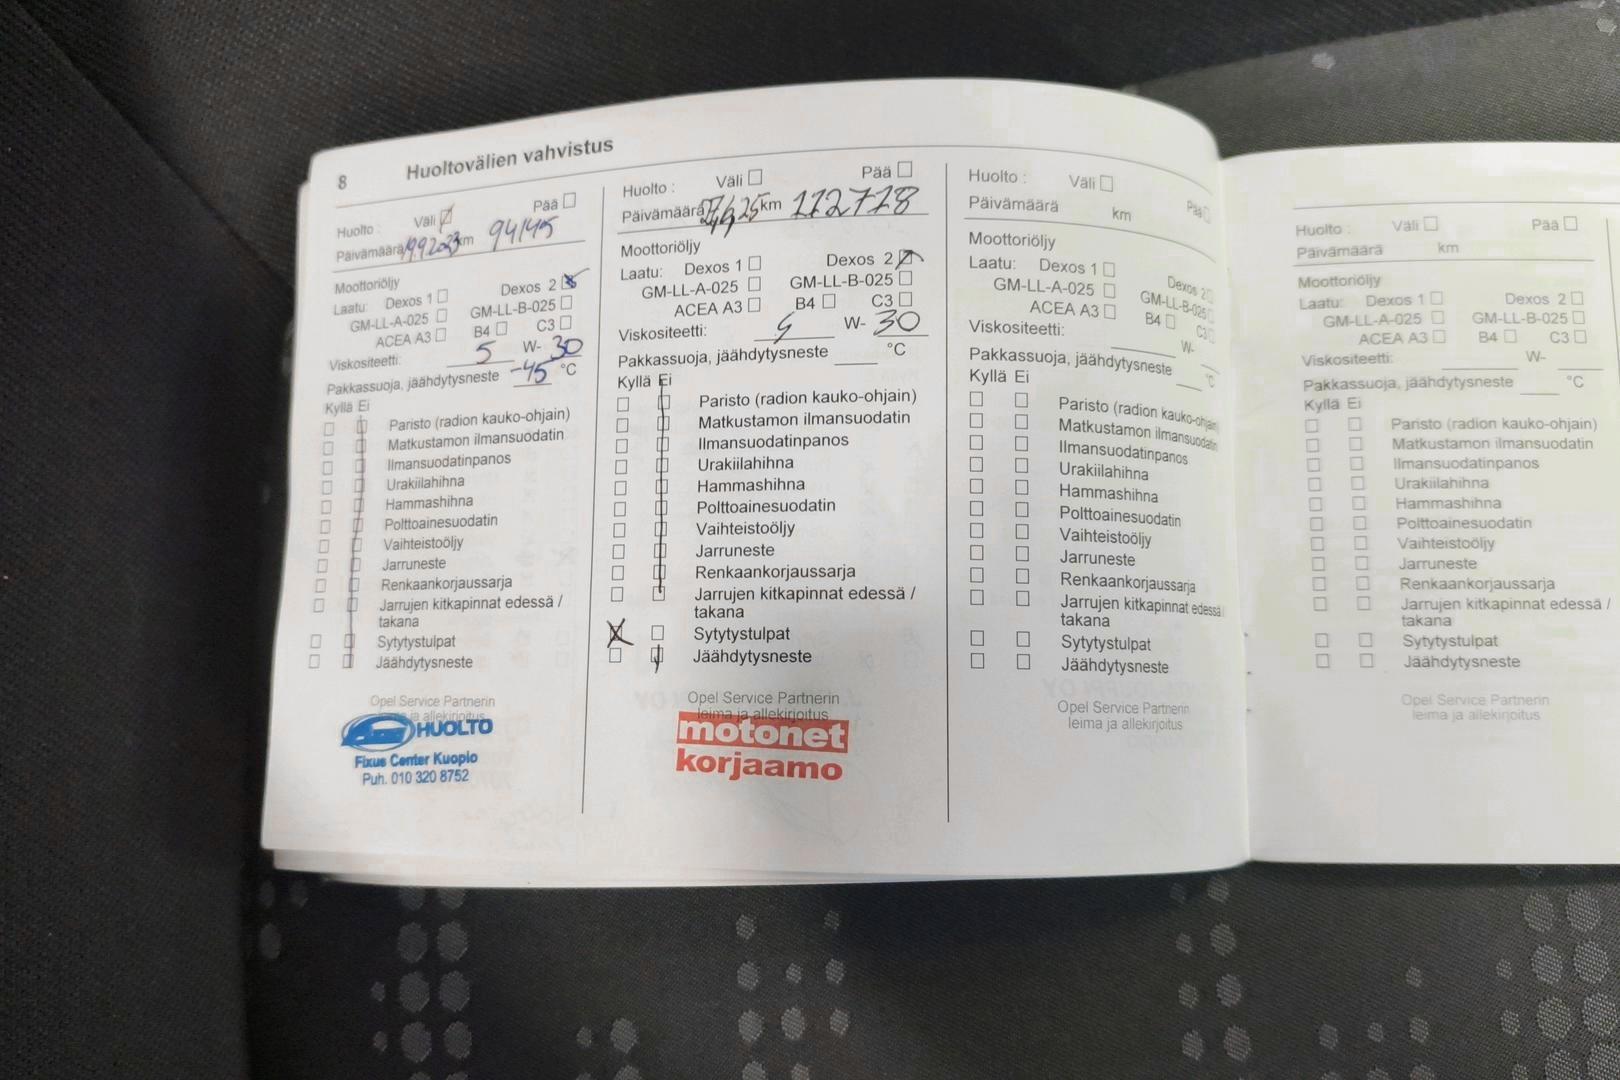 8 Huoltovälien vahvistus
Huolto : Väli Pää
Päivämäärä 19.9.2023 km 94145
Moottoriöljy
Laatu: Dexos 1 Dexos 2
GM-LL-A-025 GM-LL-B-025
ACEA A3 B4 C3
Viskositeetti: 5 W- 30
Pakkassuoja, jäähdytysneste -45 °C
Kyllä Ei
Paristo (radion kauko-ohjain)
Matkustamon ilmansuodatin
Ilmansuodatinpanos
Urakiilahihna
Hammashihna
Polttoainesuodatin
Vaihteistoöljy
Jarruneste
Renkaankorjaussarja
Jarrujen kitkapinnat edessä /
takana
Sytytystulpat
Jäähdytysneste
Opel Service Partnerin
leima ja allekirjoitus
HUOLTO
Fixus Center Kuopio
Puh. 010 320 8752
Huolto : Väli Pää
Päivämäärä km 112718
Moottoriöljy
Laatu: Dexos 1 Dexos 2
GM-LL-A-025 GM-LL-B-025
ACEA A3 B4 C3
Viskositeetti: 5 W- 30
Pakkassuoja, jäähdytysneste °C
Kyllä Ei
Paristo (radion kauko-ohjain)
Matkustamon ilmansuodatin
Ilmansuodatinpanos
Urakiilahihna
Hammashihna
Polttoainesuodatin
Vaihteistoöljy
Jarruneste
Renkaankorjaussarja
Jarrujen kitkapinnat edessä /
takana
Sytytystulpat
Jäähdytysneste
Opel Service Partnerin
leima ja allekirjoitus
motonet
korjaamo
Huolto : Väli Pää
Päivämäärä km
Moottoriöljy
Laatu: Dexos 1 Dexos 2
GM-LL-A-025 GM-LL-B-025
ACEA A3 B4 C3
Viskositeetti: W-
Pakkassuoja, jäähdytysneste °C
Kyllä Ei
Paristo (radion kauko-ohjain)
Matkustamon ilmansuodatin
Ilmansuodatinpanos
Urakiilahihna
Hammashihna
Polttoainesuodatin
Vaihteistoöljy
Jarruneste
Renkaankorjaussarja
Jarrujen kitkapinnat edessä /
takana
Sytytystulpat
Jäähdytysneste
Opel Service Partnerin
leima ja allekirjoitus
Huolto : Väli Pää
Päivämäärä km
Moottoriöljy
Laatu: Dexos 1 Dexos 2
GM-LL-A-025 GM-LL-B-025
ACEA A3 B4 C3
Viskositeetti: W-
Pakkassuoja, jäähdytysneste °C
Kyllä Ei
Paristo (radion kauko-ohjain)
Matkustamon ilmansuodatin
Ilmansuodatinpanos
Urakiilahihna
Hammashihna
Polttoainesuodatin
Vaihteistoöljy
Jarruneste
Renkaankorjaussarja
Jarrujen kitkapinnat edessä /
takana
Sytytystulpat
Jäähdytysneste
Opel Service Partnerin
leima ja allekirjoitus